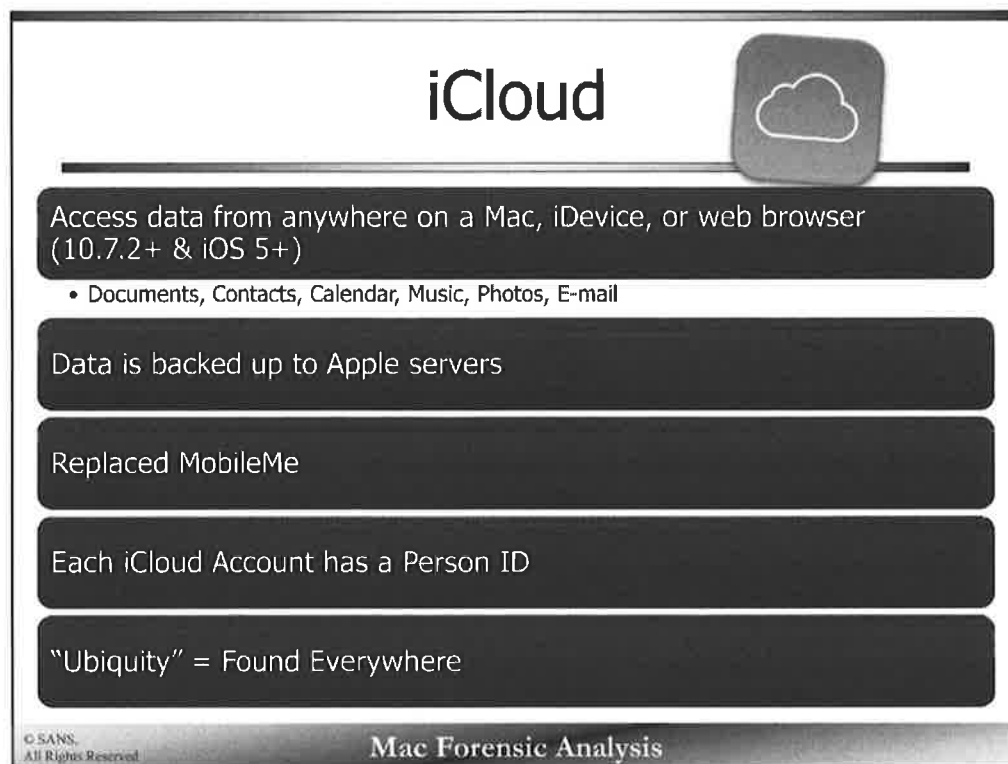 iCloud
Access data from anywhere on a Mac, iDevice, or web browser
(10.7.2+ & iOS 5+)
• Documents, Contacts, Calendar, Music, Photos, E-mail
Data is backed up to Apple servers
Replaced MobileMe
Each iCloud Account has a Person ID
“Ubiquity” = Found Everywhere
© SANS,
All Rights Reserved
Mac Forensic Analysis